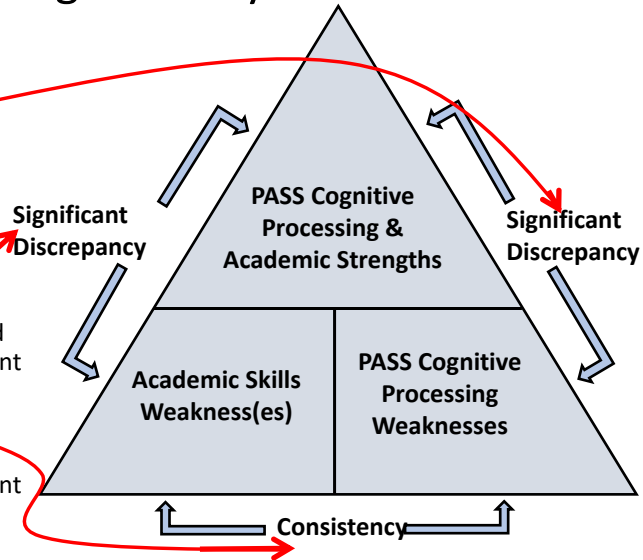 PASS Cognitive
Processing &
Academic Strengths
Significant
Discrepancy
Significant
Discrepancy
Academic Skills
Weakness(es)
PASS Cognitive
Processing
Weaknesses
Consistency